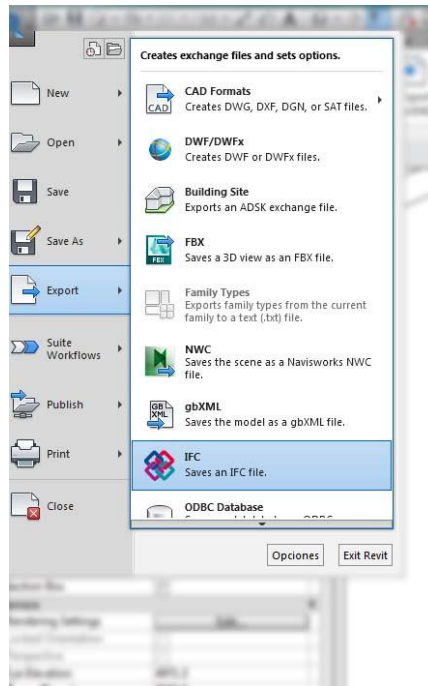 Creates exchange files and sets options.
New
CAD Formats
CAD
Creates DWG, DXF, DGN, or SAT files.
Open
DWF/DWFx
Creates DWF or DWFx files.
Save
Building Site
Exports an ADSK exchange file.
Save As
FBX
FBX
Saves a 3D view as an FBX file.
Export
Family Types
Exports family types from the current
family to a text (.txt) file.
Suite
Workflows
NWC
Saves the scene as a Navisworks NWC
file.
Publish
GB
XML
gbXML
Saves the model as a gbXML file.
Print
IFC
Saves an IFC file.
Close
ODBC Database
Opciones
Exit Revit